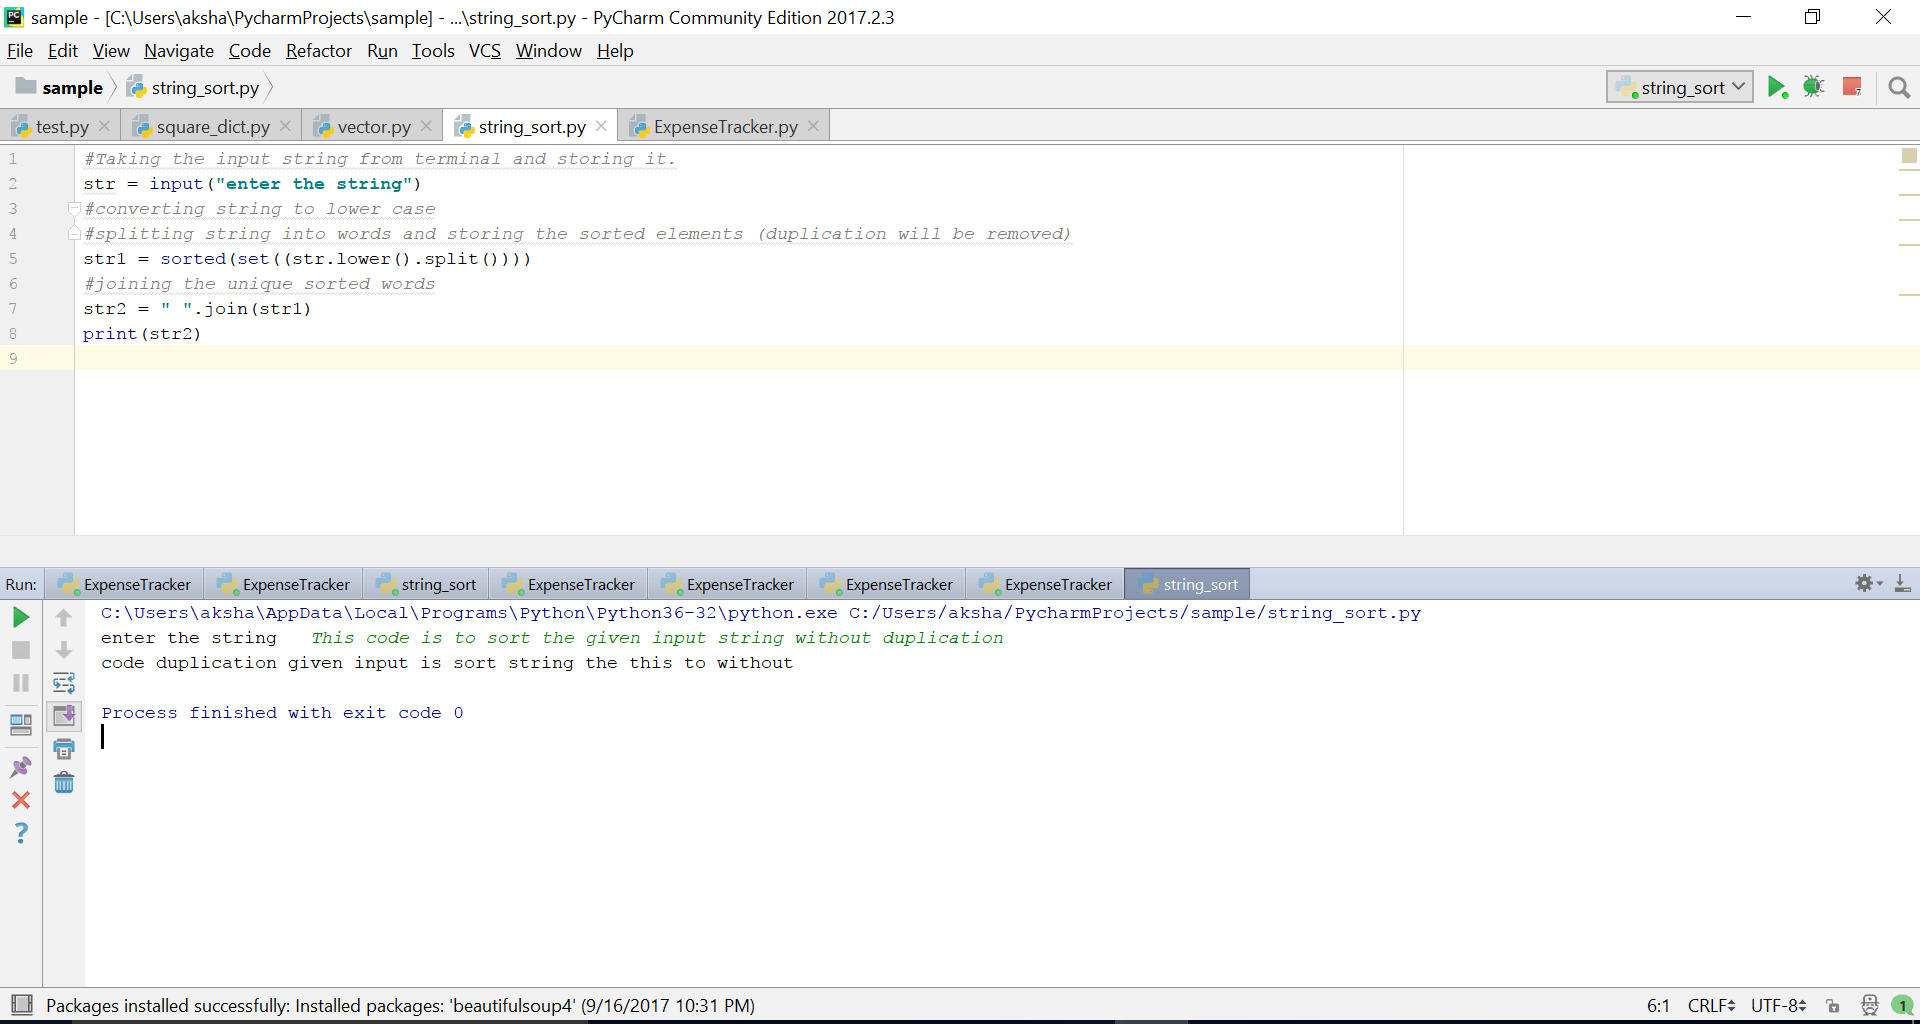 sample - [C:\Users\aksha\PycharmProjects\sample] - ...\string_sort.py - PyCharm Community Edition 2017.2.3
File Edit View Navigate Code Refactor Run Tools VCS Window Help
sample string_sort.py string_sort
test.py square_dict.py vector.py string_sort.py ExpenseTracker.py
1 #Taking the input string from terminal and storing it.
2 str = input("enter the string")
3 #converting string to lower case
4 #splitting string into words and storing the sorted elements (duplication will be removed)
5 str1 = sorted(set((str.lower().split())))
6 #joining the unique sorted words
7 str2 = " ".join(str1)
8 print(str2)
9
Run: ExpenseTracker ExpenseTracker string_sort ExpenseTracker ExpenseTracker ExpenseTracker ExpenseTracker string_sort
C:\Users\aksha\AppData\Local\Programs\Python\Python36-32\python.exe C:/Users/aksha/PycharmProjects/sample/string_sort.py
enter the string   This code is to sort the given input string without duplication
code duplication given input is sort string the this to without
Process finished with exit code 0
Packages installed successfully: Installed packages: 'beautifulsoup4' (9/16/2017 10:31 PM) 6:1 CRLF UTF-8 1